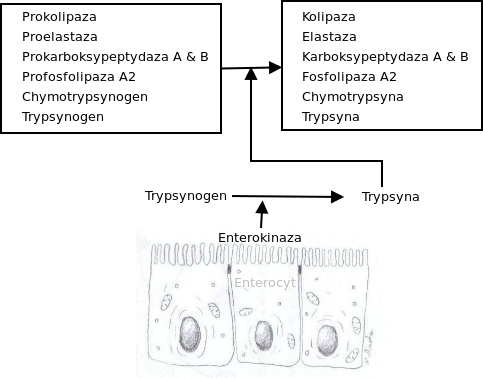 Prokolipaza
Proelastaza
Prokarboksypeptydaza A & B
Profosfolipaza A2
Chymotrypsynogen
Trypsynogen
Kolipaza
Elastaza
Karboksypeptydaza A & B
Fosfolipaza A2
Chymotrypsyna
Trypsyna
Trypsynogen
Trypsyna
Enterokinaza
Enterocyt